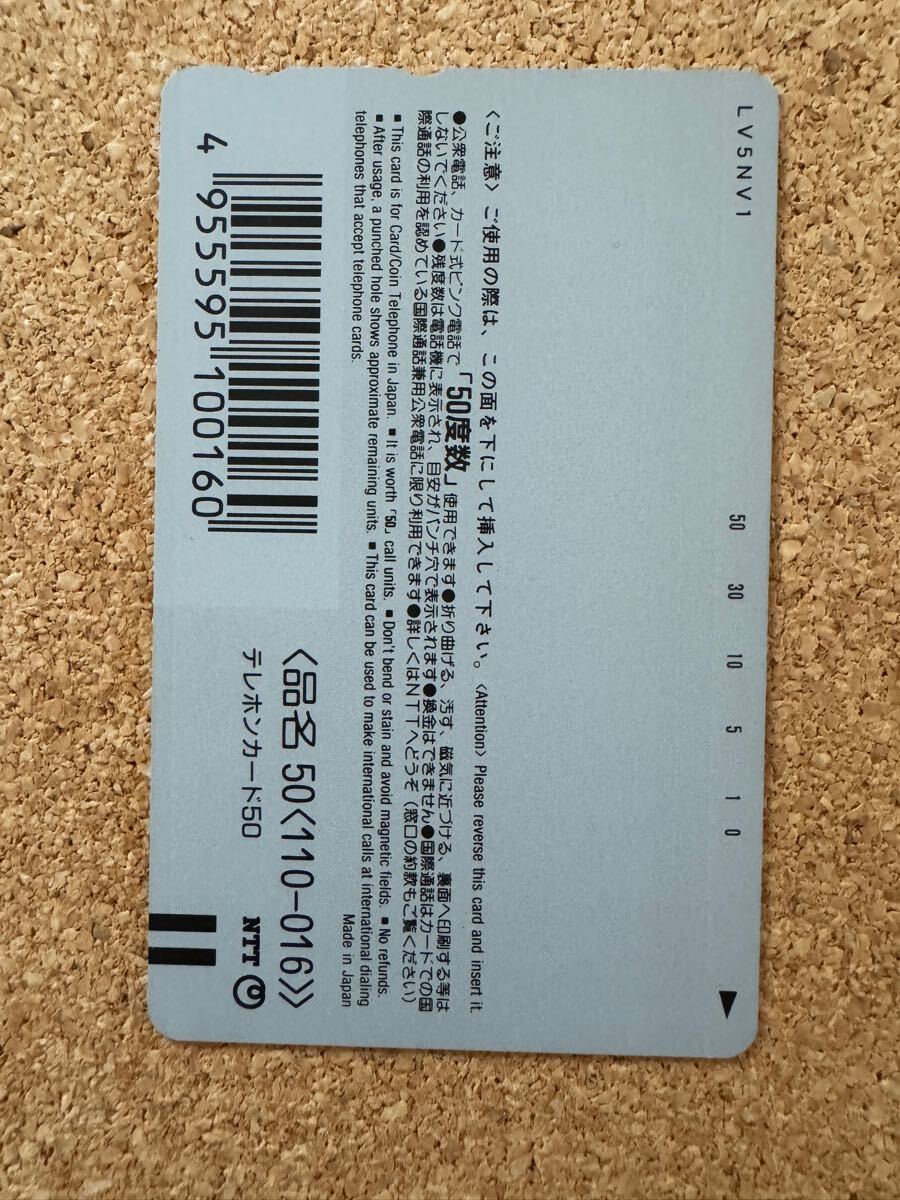 LV5NV1
50 30 10 5 1 0
〈ご注意〉 ご使用の際は、この面を下にして挿入して下さい。〈Attention〉Please reverse this card and insert it.
●公衆電話、カード式ピンク電話で「50度数」使用できます●折り曲げる、汚す、磁気に近づける、裏面へ印刷する等は
しないでください●残度数は電話機に表示され、目安がパンチ穴で表示されます●換金はできません●国際通話はカードでの国
際通話の利用を認めている国際通話兼用公衆電話に限り利用できます●詳しくはNTTへどうぞ（窓口の約款もご覧ください）
■ This card is for Card/Coin Telephone in Japan. ■ It is worth「50」call units. ■ Don't bend or stain and avoid magnetic fields. ■ No refunds.
■ After usage, a punched hole shows approximate remaining units. ■ This card can be used to make international calls at international dialing
telephones that accept telephone cards.
Made in Japan
4 955595 100160
〈品名 50〈110-016〉〉
テレホンカード50
NTT